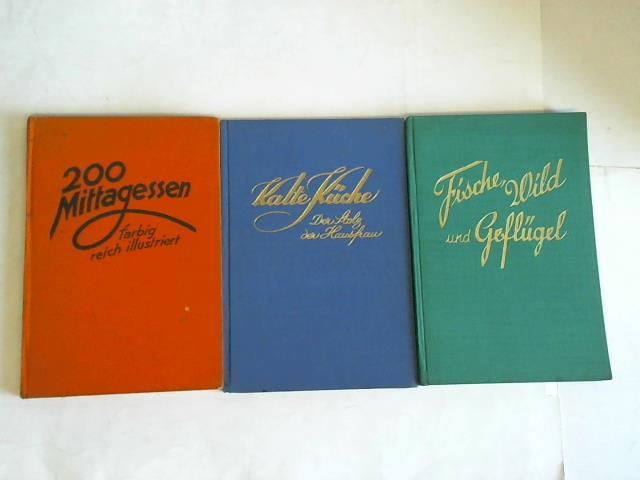 200
Mittagessen
farbig
reich illustriert
Kalte Küche
Der Stolz
der Hausfrau
Fische, Wild
und Geflügel